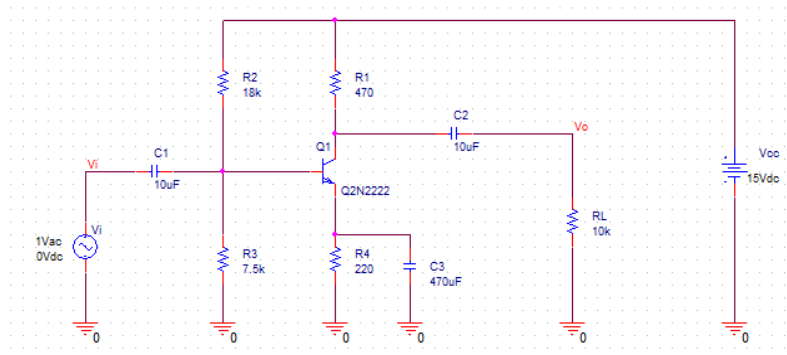 R2
18k
R1
470
C2
10uF
Vo
Vi
C1
10uF
Q1
Q2N2222
Vcc
15Vdc
Vi
1Vac
0Vdc
R3
7.5k
R4
220
C3
470uF
RL
10k
0
0
0
0
0
0